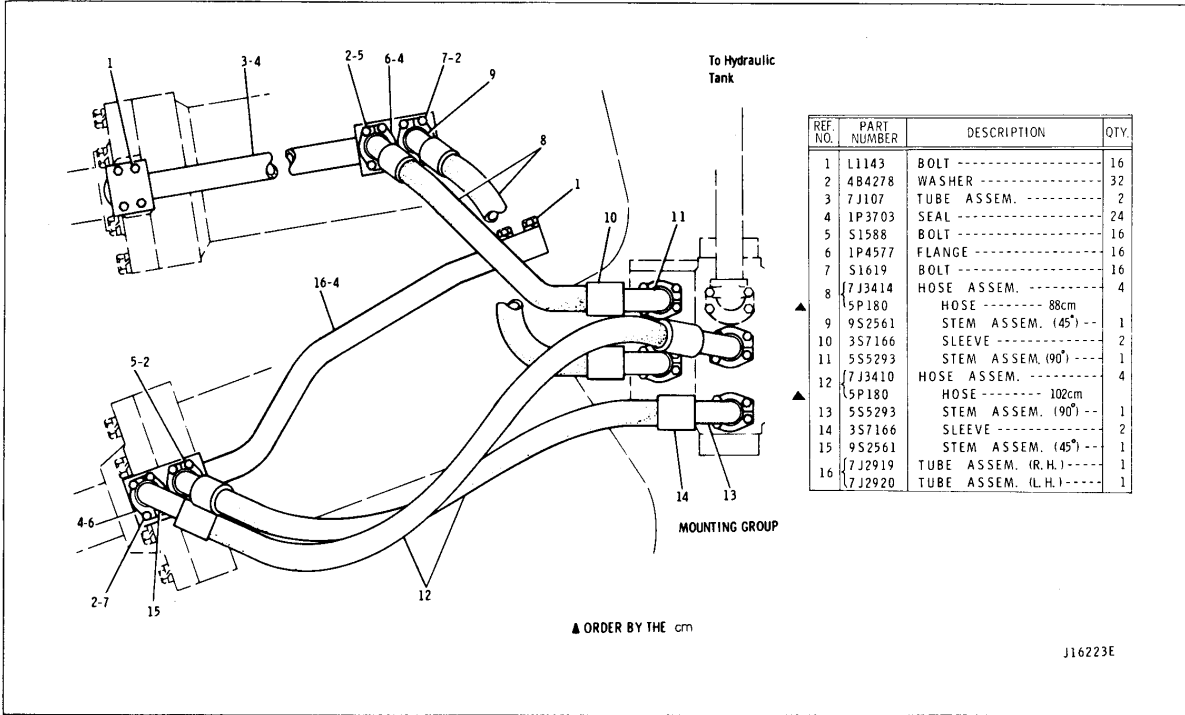 1
3-4
2-5
6-4
7-2
9
8
1
10
11
16-4
5-2
4-6
2-7
15
12
14
13
To Hydraulic
Tank
MOUNTING GROUP
▲ ORDER BY THE cm
REF. NO. PART NUMBER DESCRIPTION QTY.
1 L1143 BOLT 16
2 4B4278 WASHER 32
3 7J107 TUBE ASSEM. 2
4 1P3703 SEAL 24
5 S1588 BOLT 16
6 1P4577 FLANGE 16
7 S1619 BOLT 16
8 7J3414 HOSE ASSEM. 4
▲ 5P180 HOSE -------- 88cm
9 9S2561 STEM ASSEM. (45°) -- 1
10 3S7166 SLEEVE 2
11 5S5293 STEM ASSEM. (90°) 1
12 7J3410 HOSE ASSEM. 4
▲ 5P180 HOSE -------- 102cm
13 5S5293 STEM ASSEM. (90°) -- 1
14 3S7166 SLEEVE 2
15 9S2561 STEM ASSEM. (45°) 1
16 7J2919 TUBE ASSEM. (R.H.) 1
7J2920 TUBE ASSEM. (L.H.) 1
J16223E